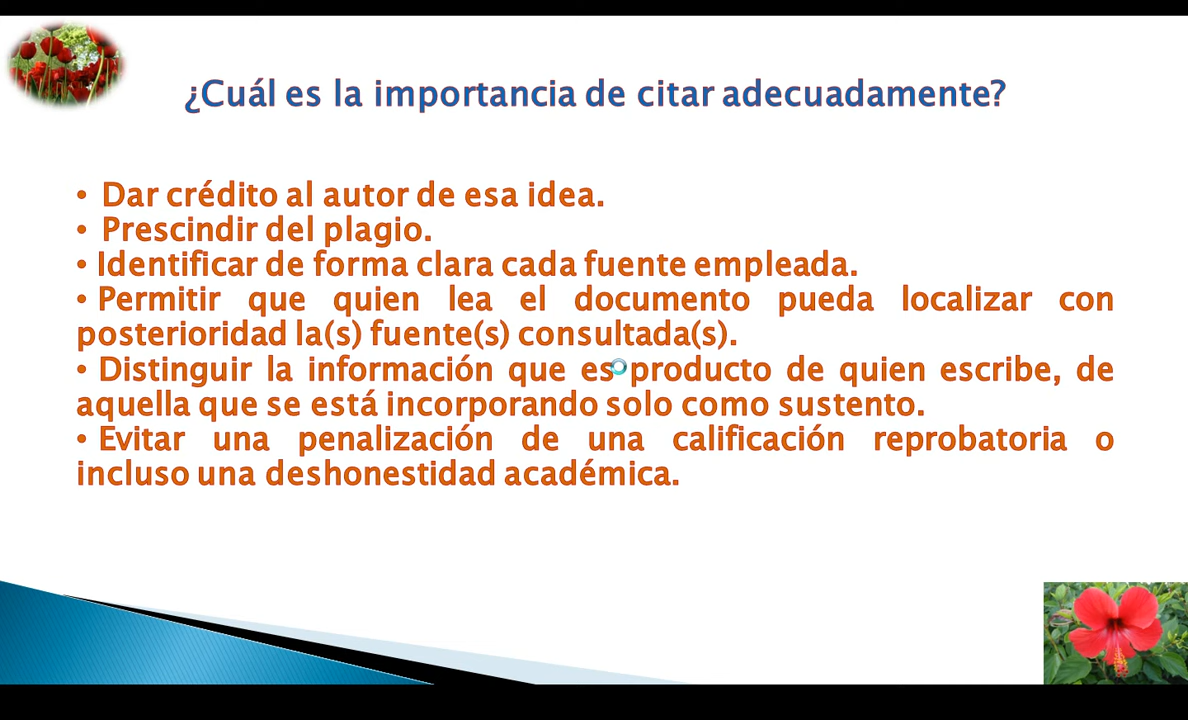 ¿Cuál es la importancia de citar adecuadamente?
• Dar crédito al autor de esa idea.
• Prescindir del plagio.
• Identificar de forma clara cada fuente empleada.
• Permitir que quien lea el documento pueda localizar con
posterioridad la(s) fuente(s) consultada(s).
• Distinguir la información que es producto de quien escribe, de
aquella que se está incorporando solo como sustento.
• Evitar una penalización de una calificación reprobatoria o
incluso una deshonestidad académica.